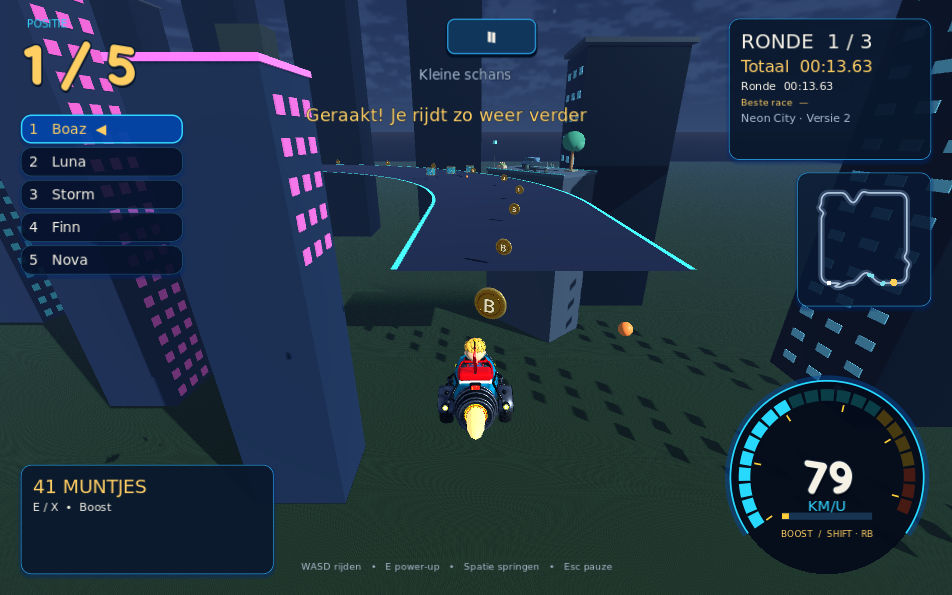 POSITIE
1/5
1 Boaz ◀
2 Luna
3 Storm
4 Finn
5 Nova
Kleine schans
Geraakt! Je rijdt zo weer verder
RONDE 1 / 3
Totaal 00:13.63
Ronde 00:13.63
Beste race —
Neon City · Versie 2
B
B
B
41 MUNTJES
E / X • Boost
79
KM/U
BOOST / SHIFT · RB
WASD rijden • E power-up • Spatie springen • Esc pauze